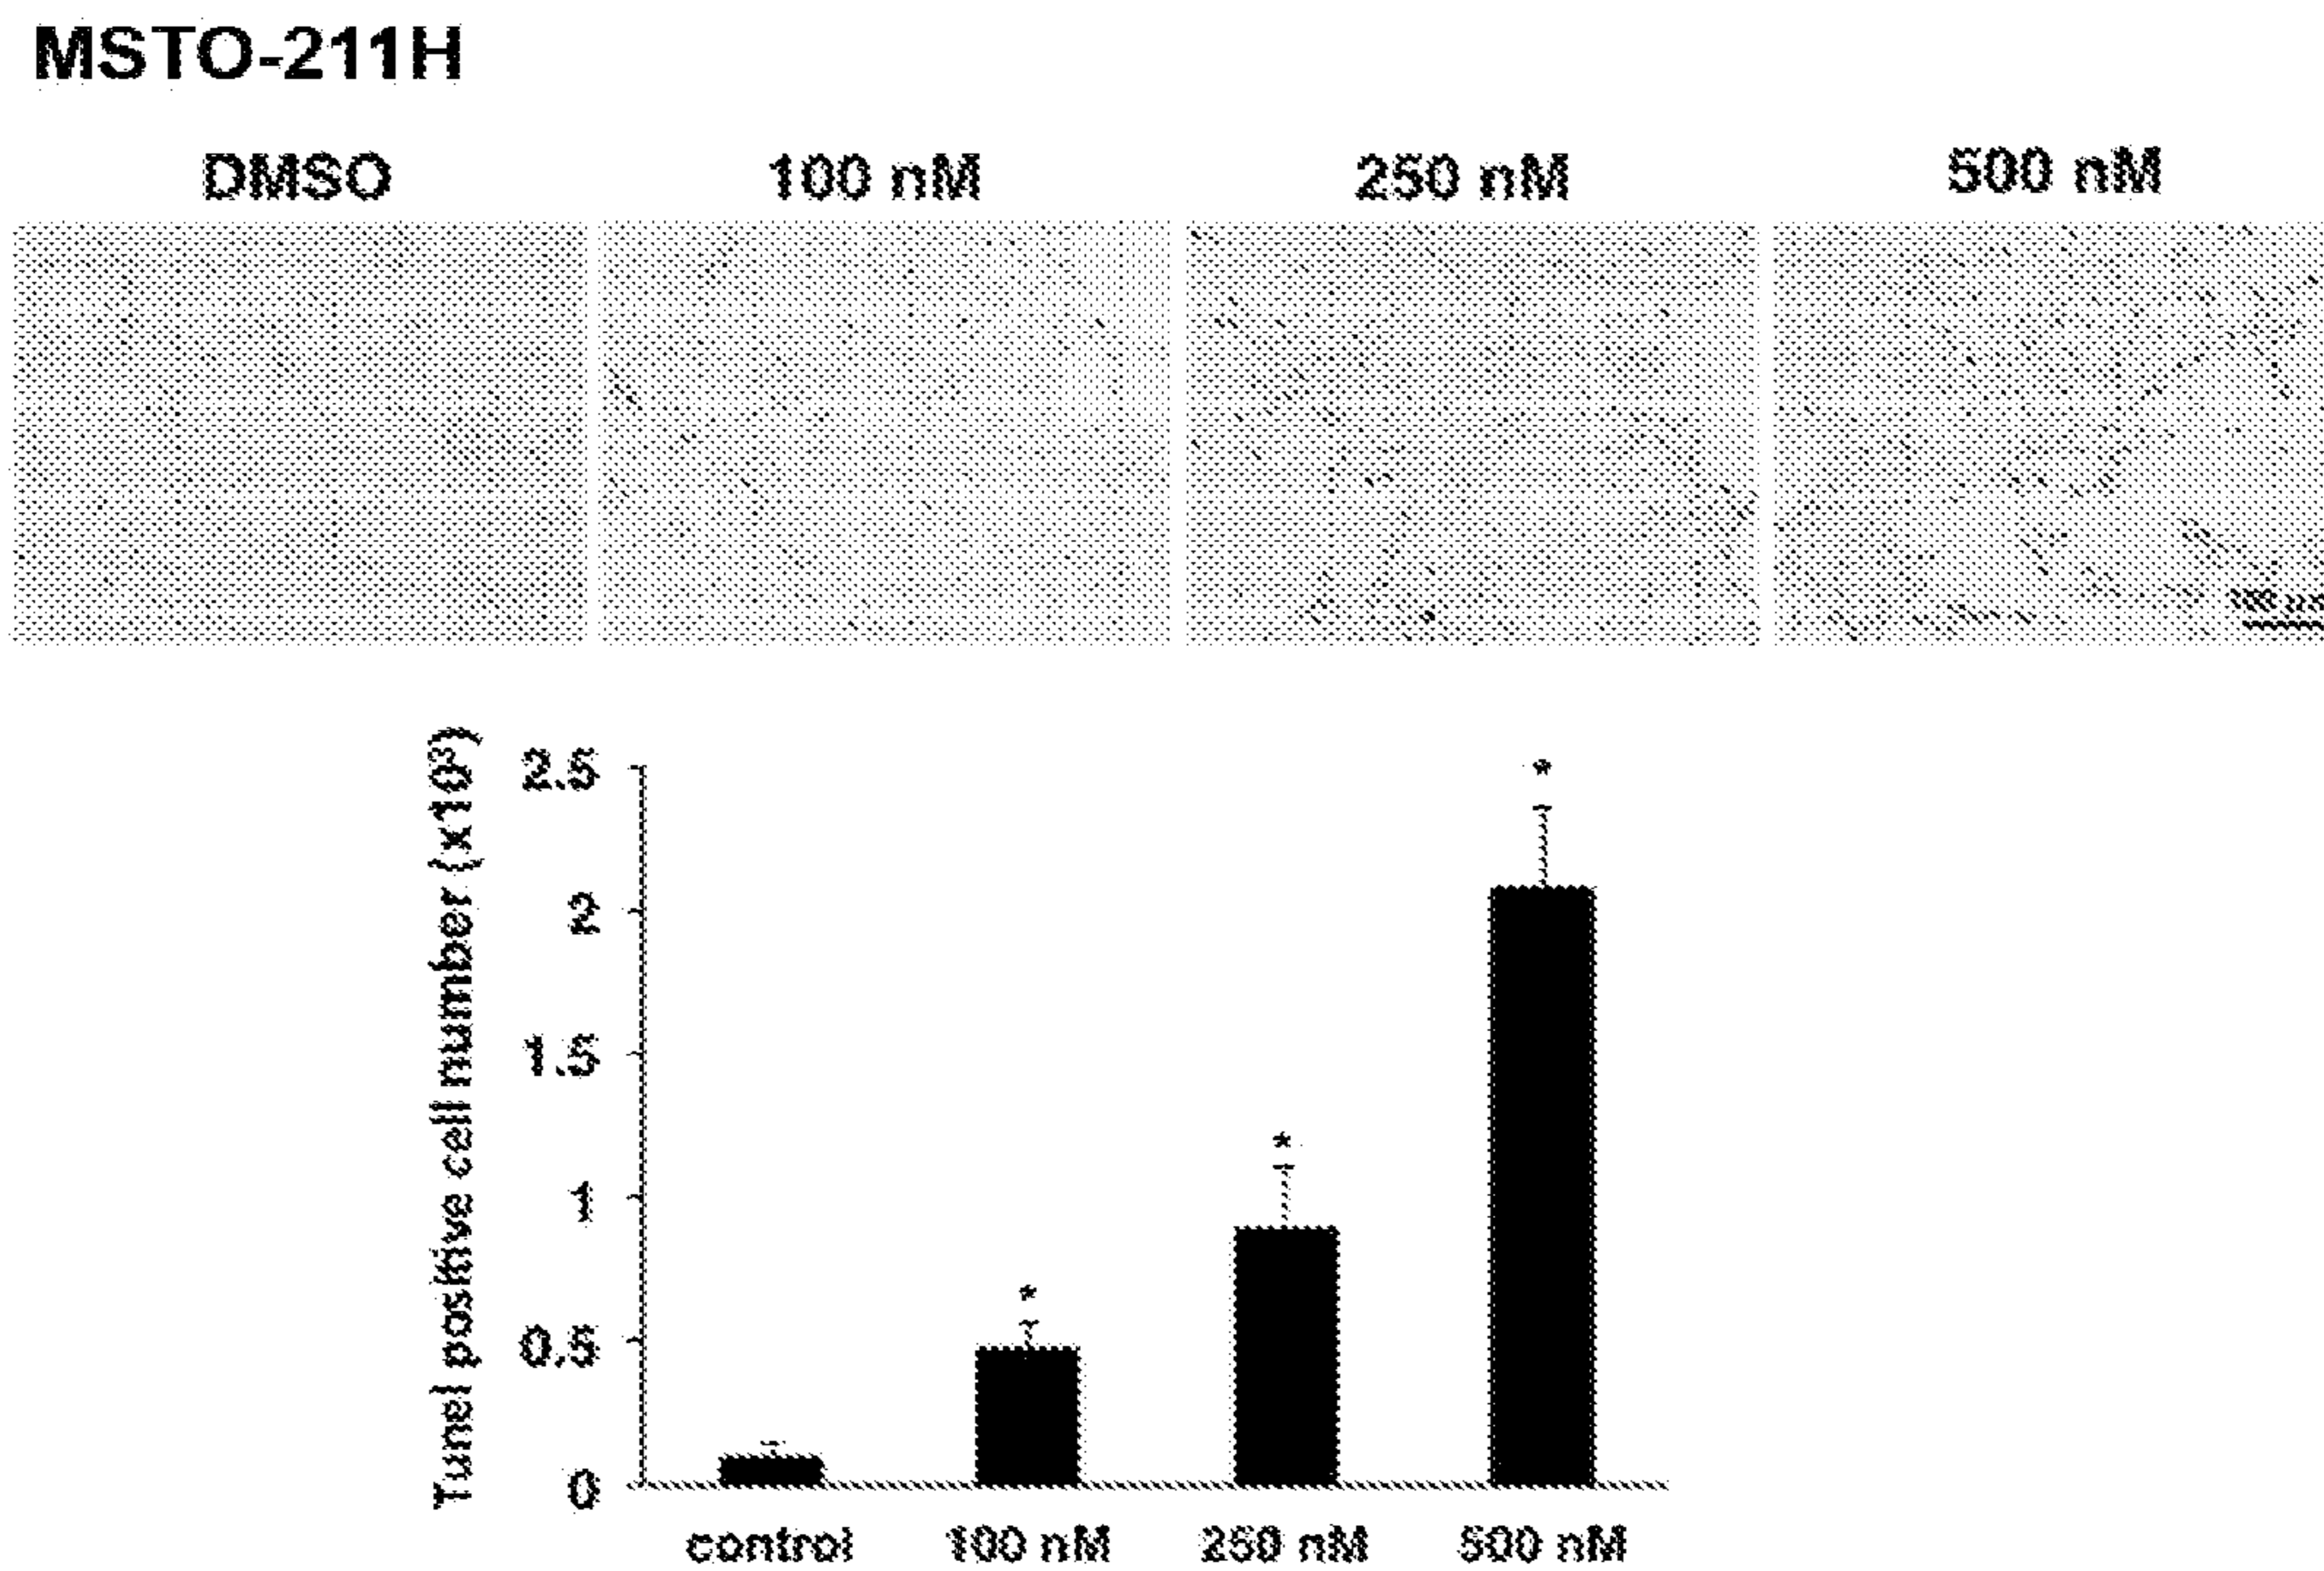 MSTO-211H
DMSO
100 nM
250 nM
500 nM
Tunel positive cell number (x10³)
2.5
2
1.5
1
0.5
0
*
*
*
control
100 nM
250 nM
500 nM